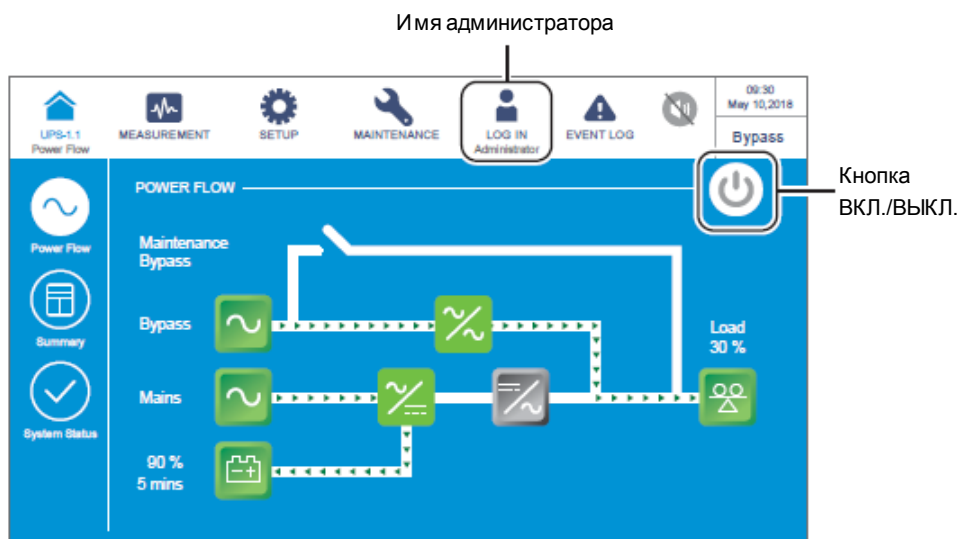 Имя администратора
UPS-1.1
Power Flow
MEASUREMENT
SETUP
MAINTENANCE
LOG IN
Administrator
EVENT LOG
09:30
May 10,2018
Bypass
Кнопка
ВКЛ./ВЫКЛ.
POWER FLOW
Power Flow
Summary
System Status
Maintenance
Bypass
Bypass
Load
30 %
Mains
90 %
5 mins